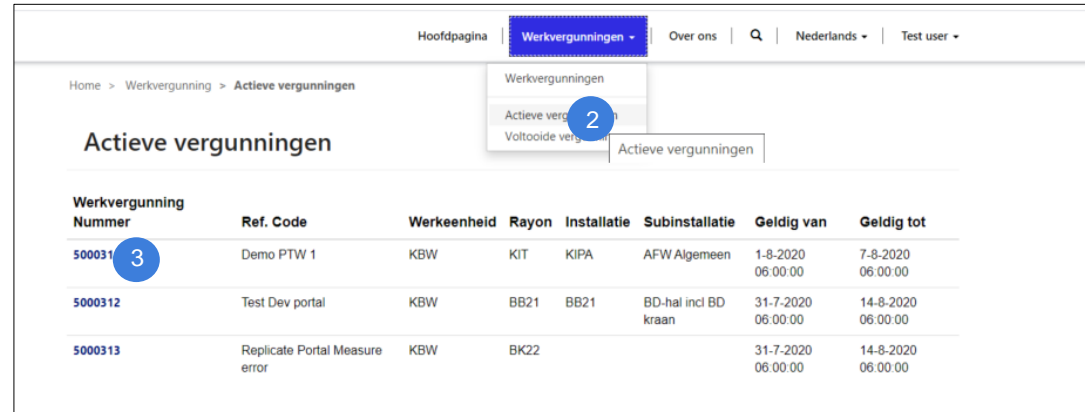 Hoofdpagina Werkvergunningen Over ons Nederlands Test user
Werkvergunningen
Home > Werkvergunning > Actieve vergunningen
Actieve
2
Voltooide
Actieve vergunningen
Actieve vergunningen
Werkvergunning
Nummer Ref. Code Werkeenheid Rayon Installatie Subinstallatie Geldig van Geldig tot
3 Demo PTW 1 KBW KIT KIPA AFW Algemeen 1-8-2020 7-8-2020
06:00:00 06:00:00
5000312 Test Dev portal KBW BB21 BB21 BD-hal incl BD 31-7-2020 14-8-2020
kraan 06:00:00 06:00:00
5000313 Replicate Portal Measure KBW BK22 31-7-2020 14-8-2020
error 06:00:00 06:00:00